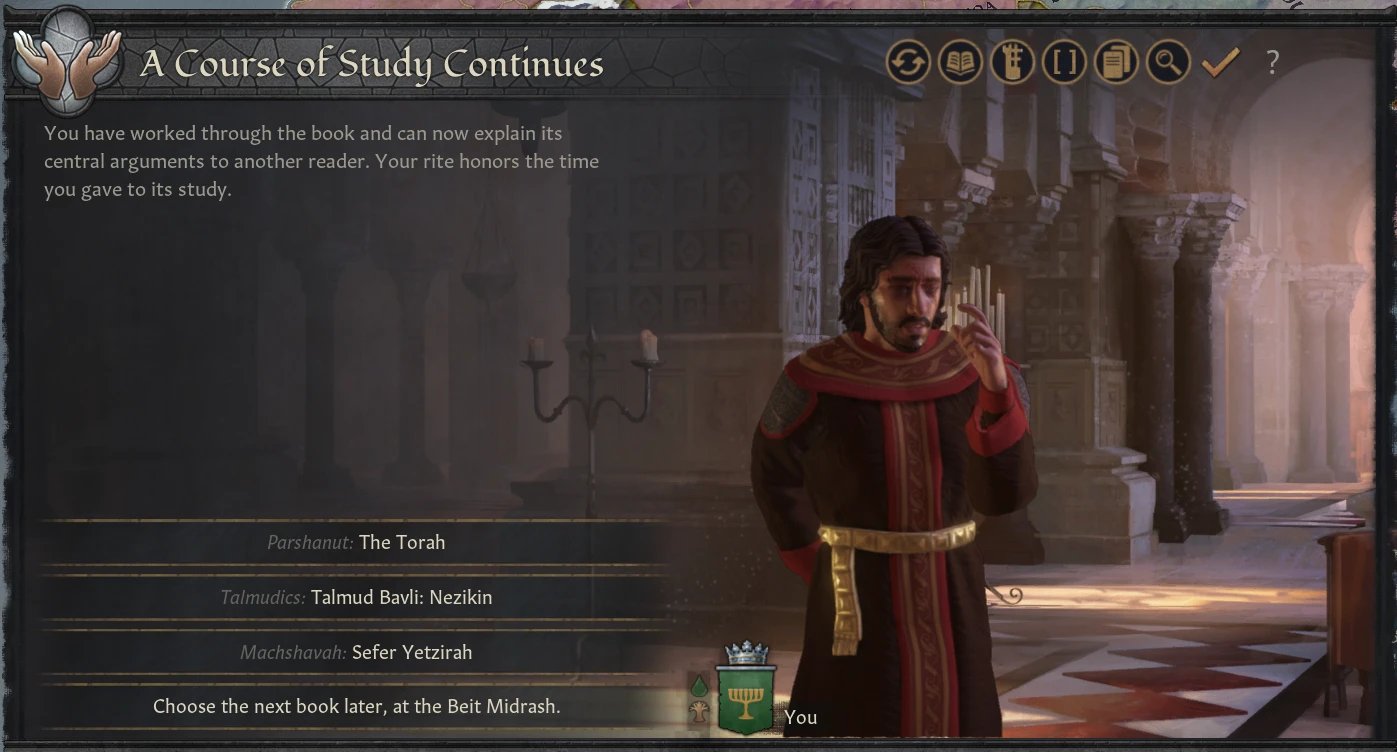 A Course of Study Continues
?
You have worked through the book and can now explain its
central arguments to another reader. Your rite honors the time
you gave to its study.
Parshanut: The Torah
Talmudics: Talmud Bavli: Nezikin
Machshavah: Sefer Yetzirah
Choose the next book later, at the Beit Midrash.
You